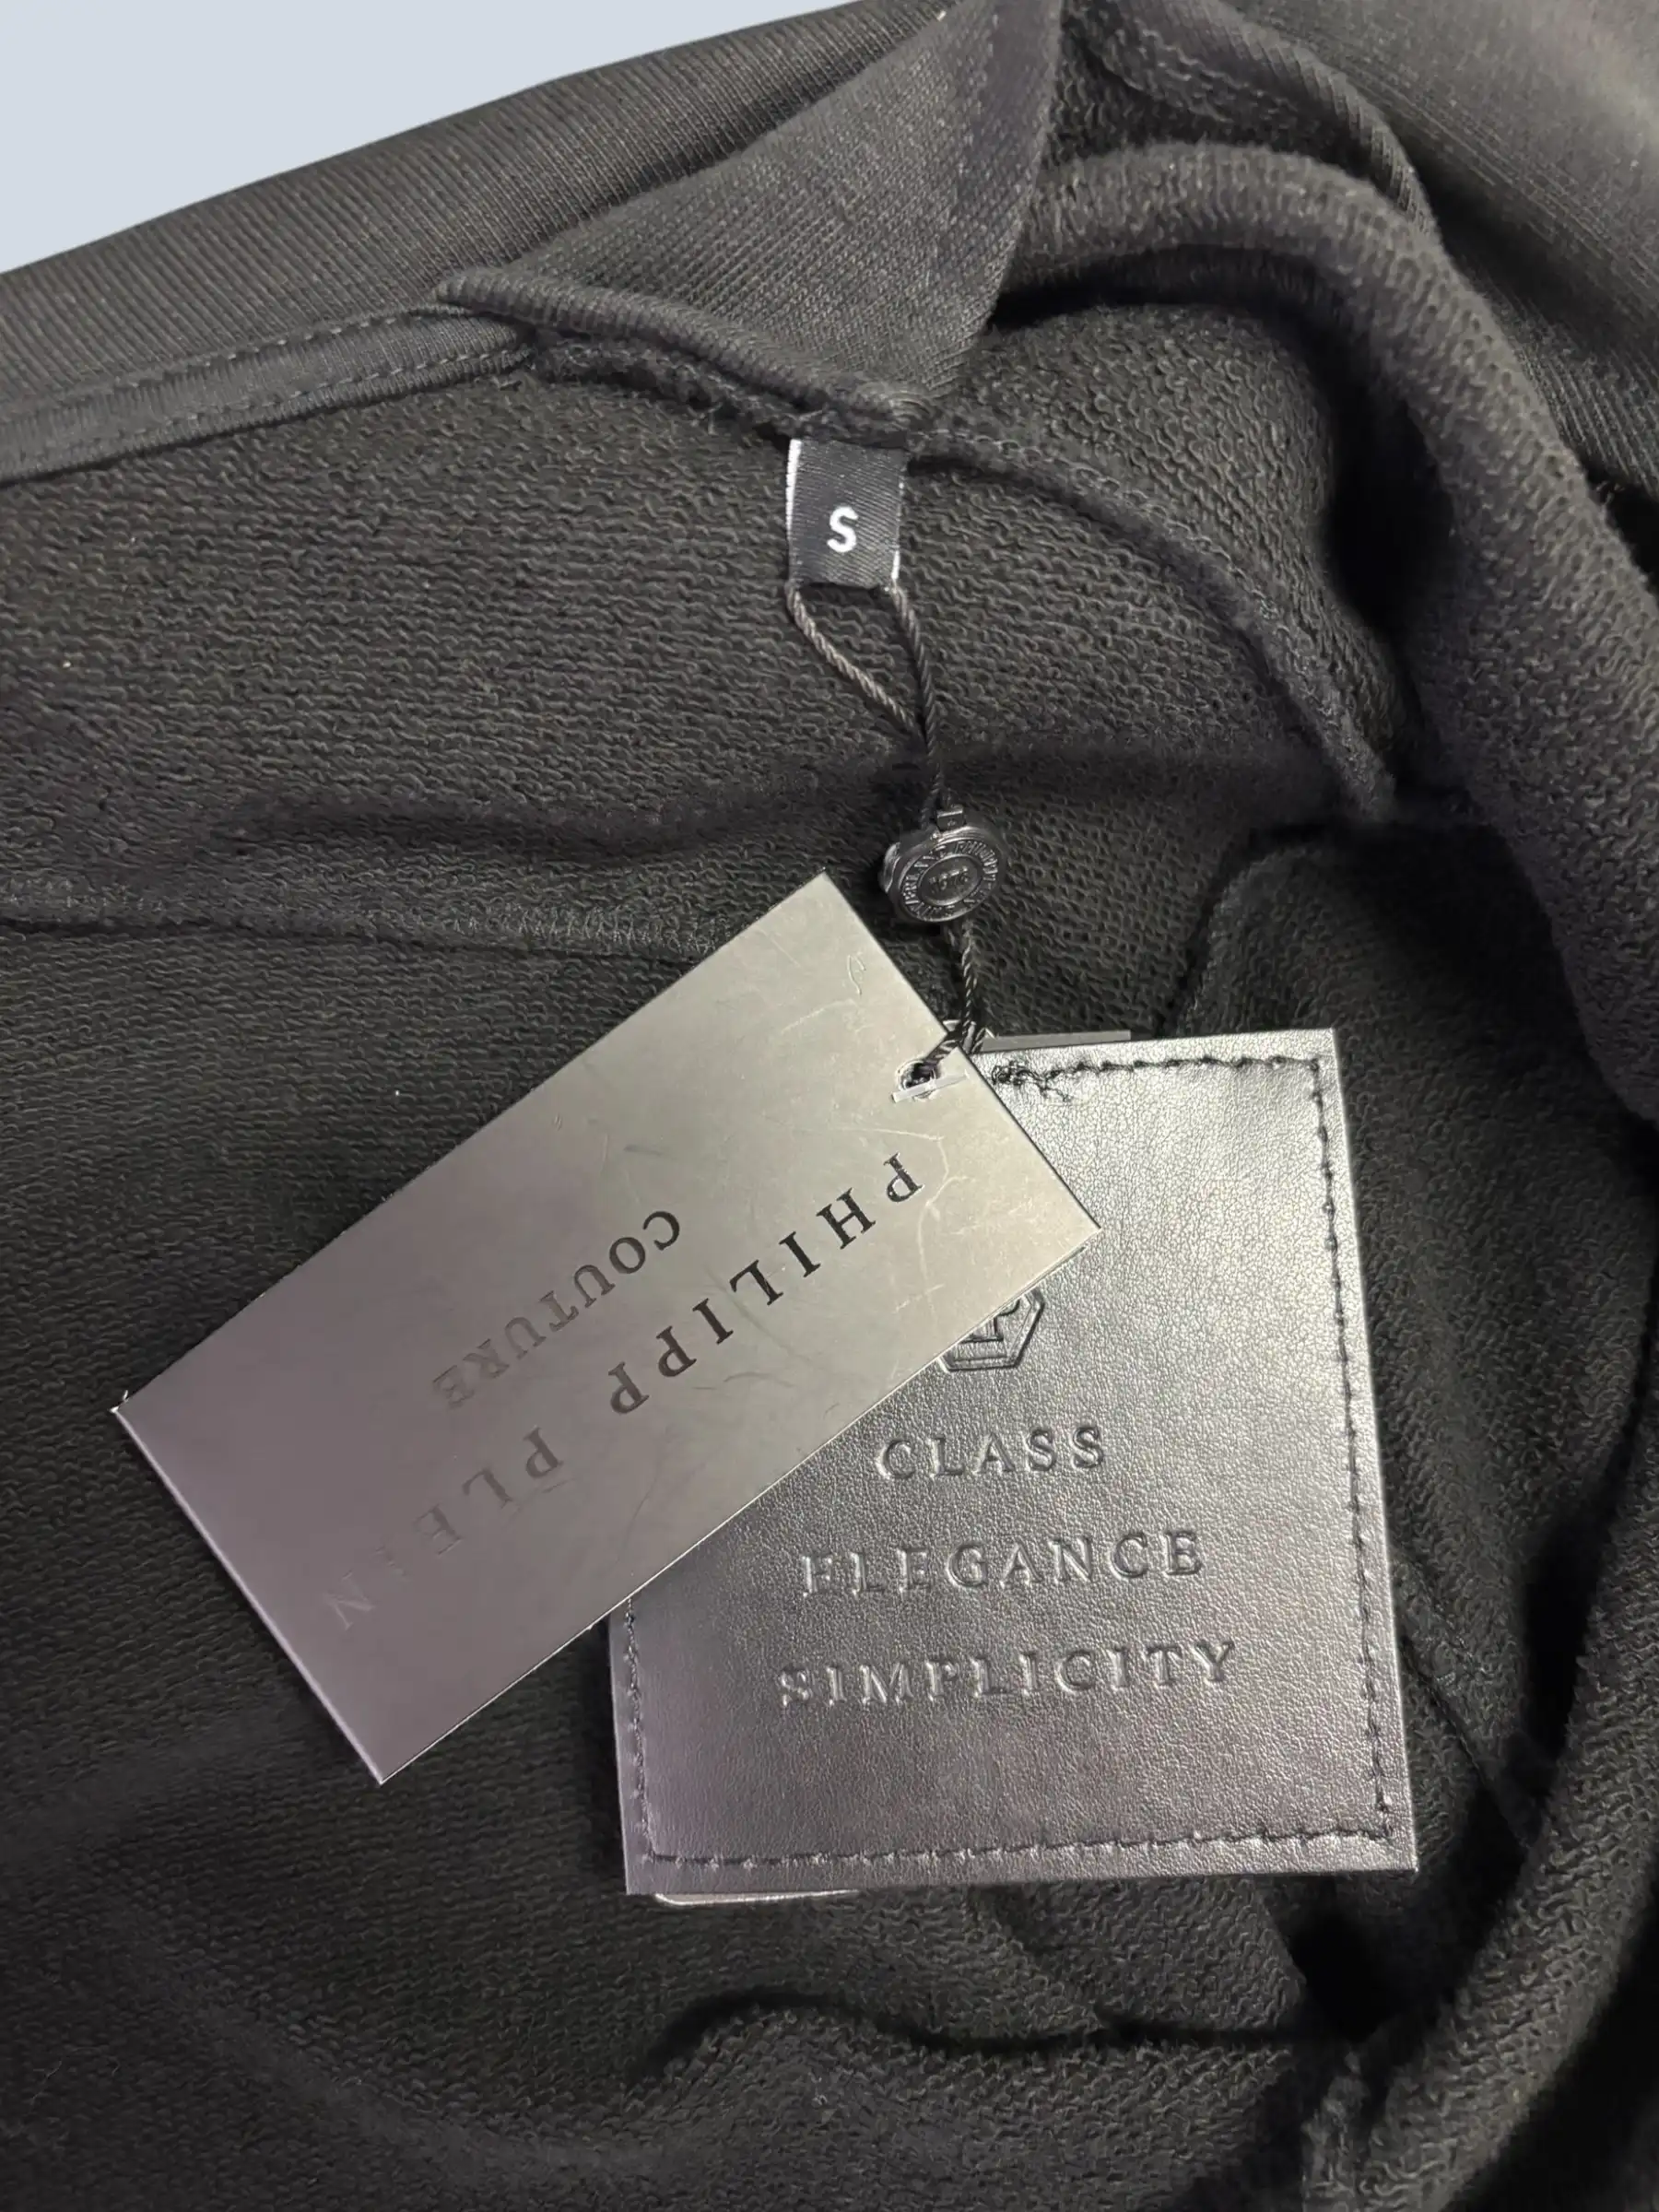 S
PHILIPP PLEIN
COUTURE
CLASS
ELEGANCE
SIMPLICITY